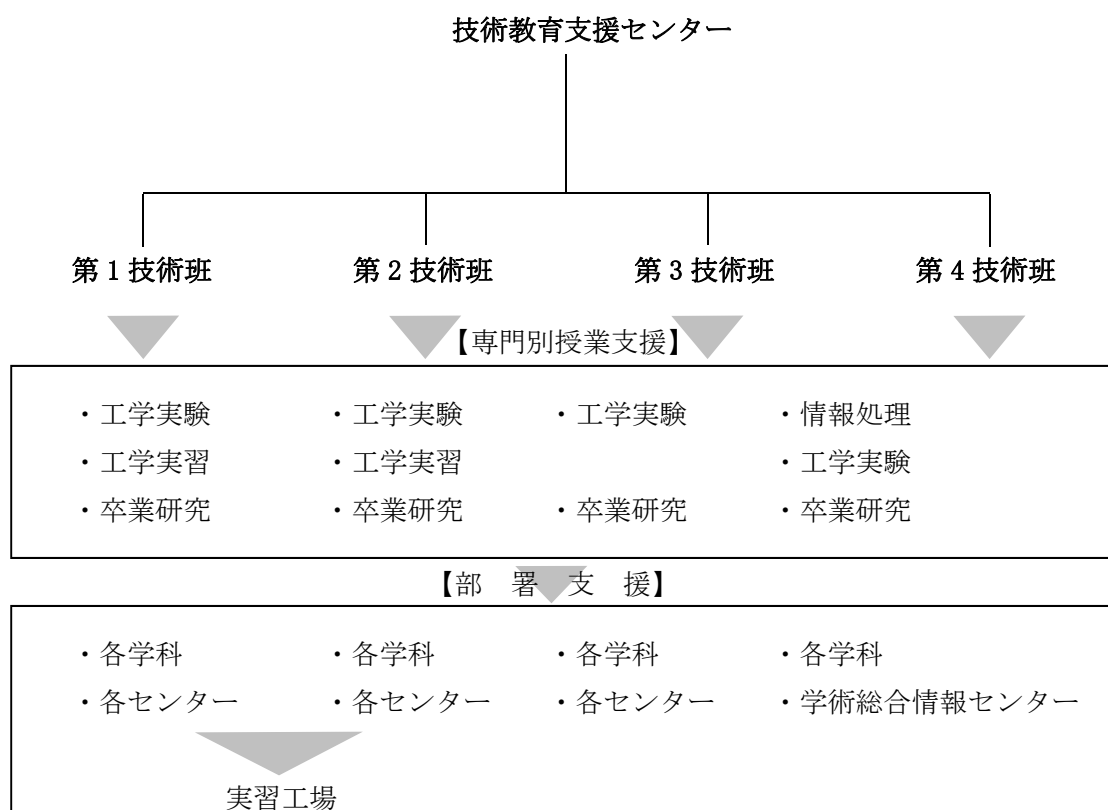 技術教育支援センター
第1技術班 第2技術班 第3技術班 第4技術班
【専門別授業支援】
・工学実験 ・工学実験 ・工学実験 ・情報処理
・工学実習 ・工学実習 ・工学実験
・卒業研究 ・卒業研究 ・卒業研究 ・卒業研究
【部 署 支 援】
・各学科 ・各学科 ・各学科 ・各学科
・各センター ・各センター ・各センター ・学術総合情報センター
実習工場